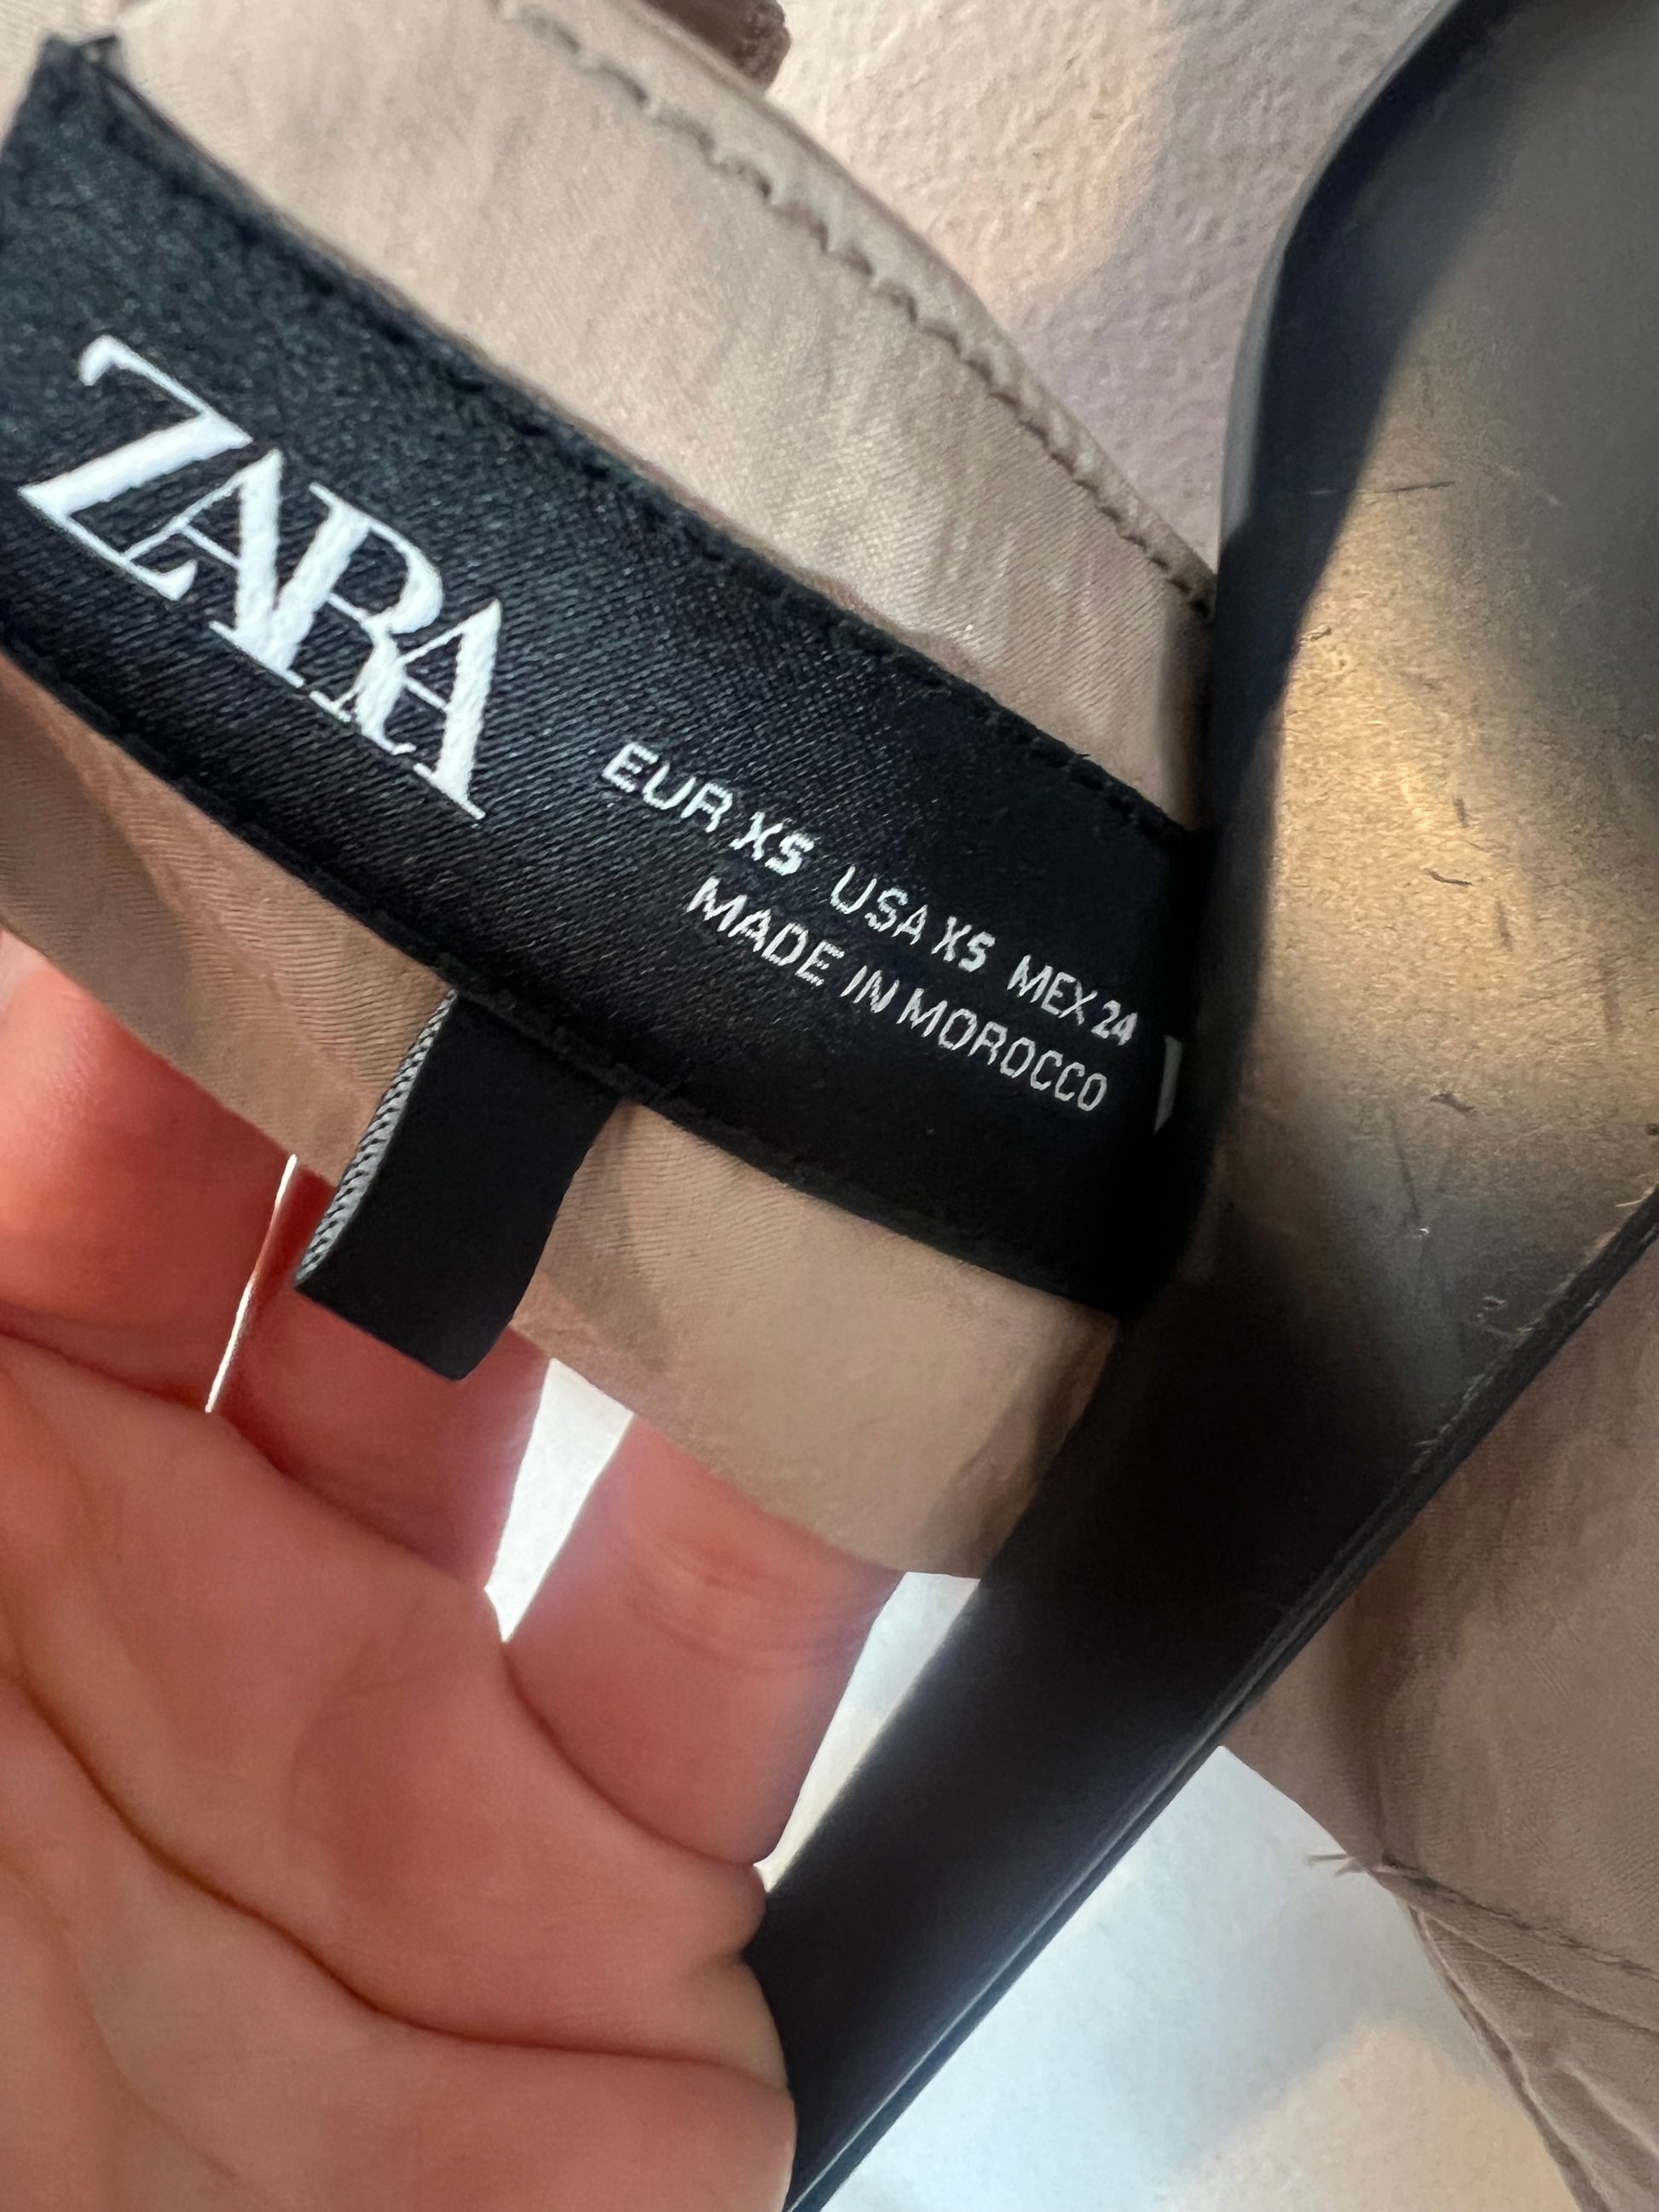 ZARA
EUR XS USA XS MEX 24
MADE IN MOROCCO